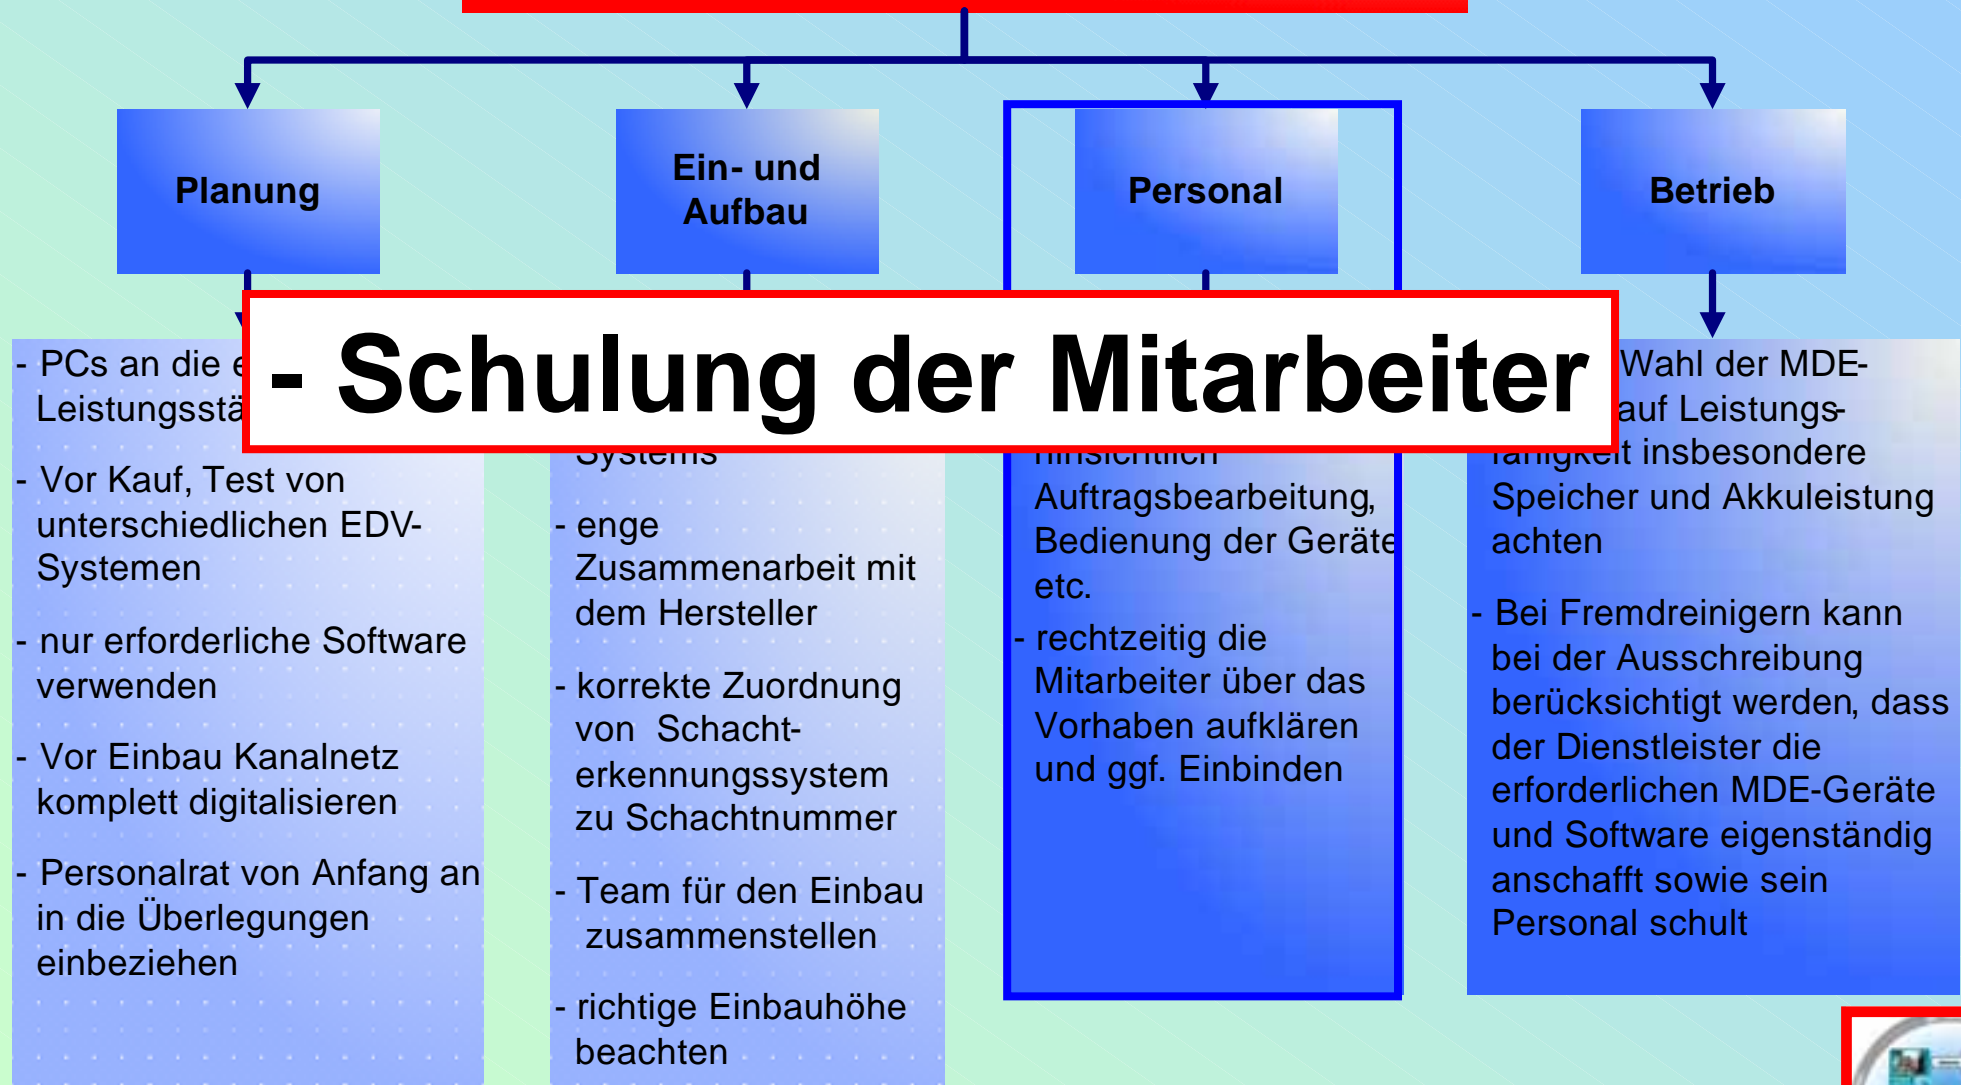 Planung
Ein- und
Aufbau
Personal
Betrieb
- Schulung der Mitarbeiter
- PCs an die
Leistungsstä
- Vor Kauf, Test von
unterschiedlichen EDV-
Systemen
- nur erforderliche Software
verwenden
- Vor Einbau Kanalnetz
komplett digitalisieren
- Personalrat von Anfang an
in die Überlegungen
einbeziehen
Systems
- enge
Zusammenarbeit mit
dem Hersteller
- korrekte Zuordnung
von Schacht-
erkennungssystem
zu Schachtnummer
- Team für den Einbau
zusammenstellen
- richtige Einbauhöhe
beachten
hinsichtlich
Auftragsbearbeitung,
Bedienung der Geräte
etc.
- rechtzeitig die
Mitarbeiter über das
Vorhaben aufklären
und ggf. Einbinden
Wahl der MDE-
auf Leistungs-
fähigkeit insbesondere
Speicher und Akkuleistung
achten
- Bei Fremdreinigern kann
bei der Ausschreibung
berücksichtigt werden, dass
der Dienstleister die
erforderlichen MDE-Geräte
und Software eigenständig
anschafft sowie sein
Personal schult